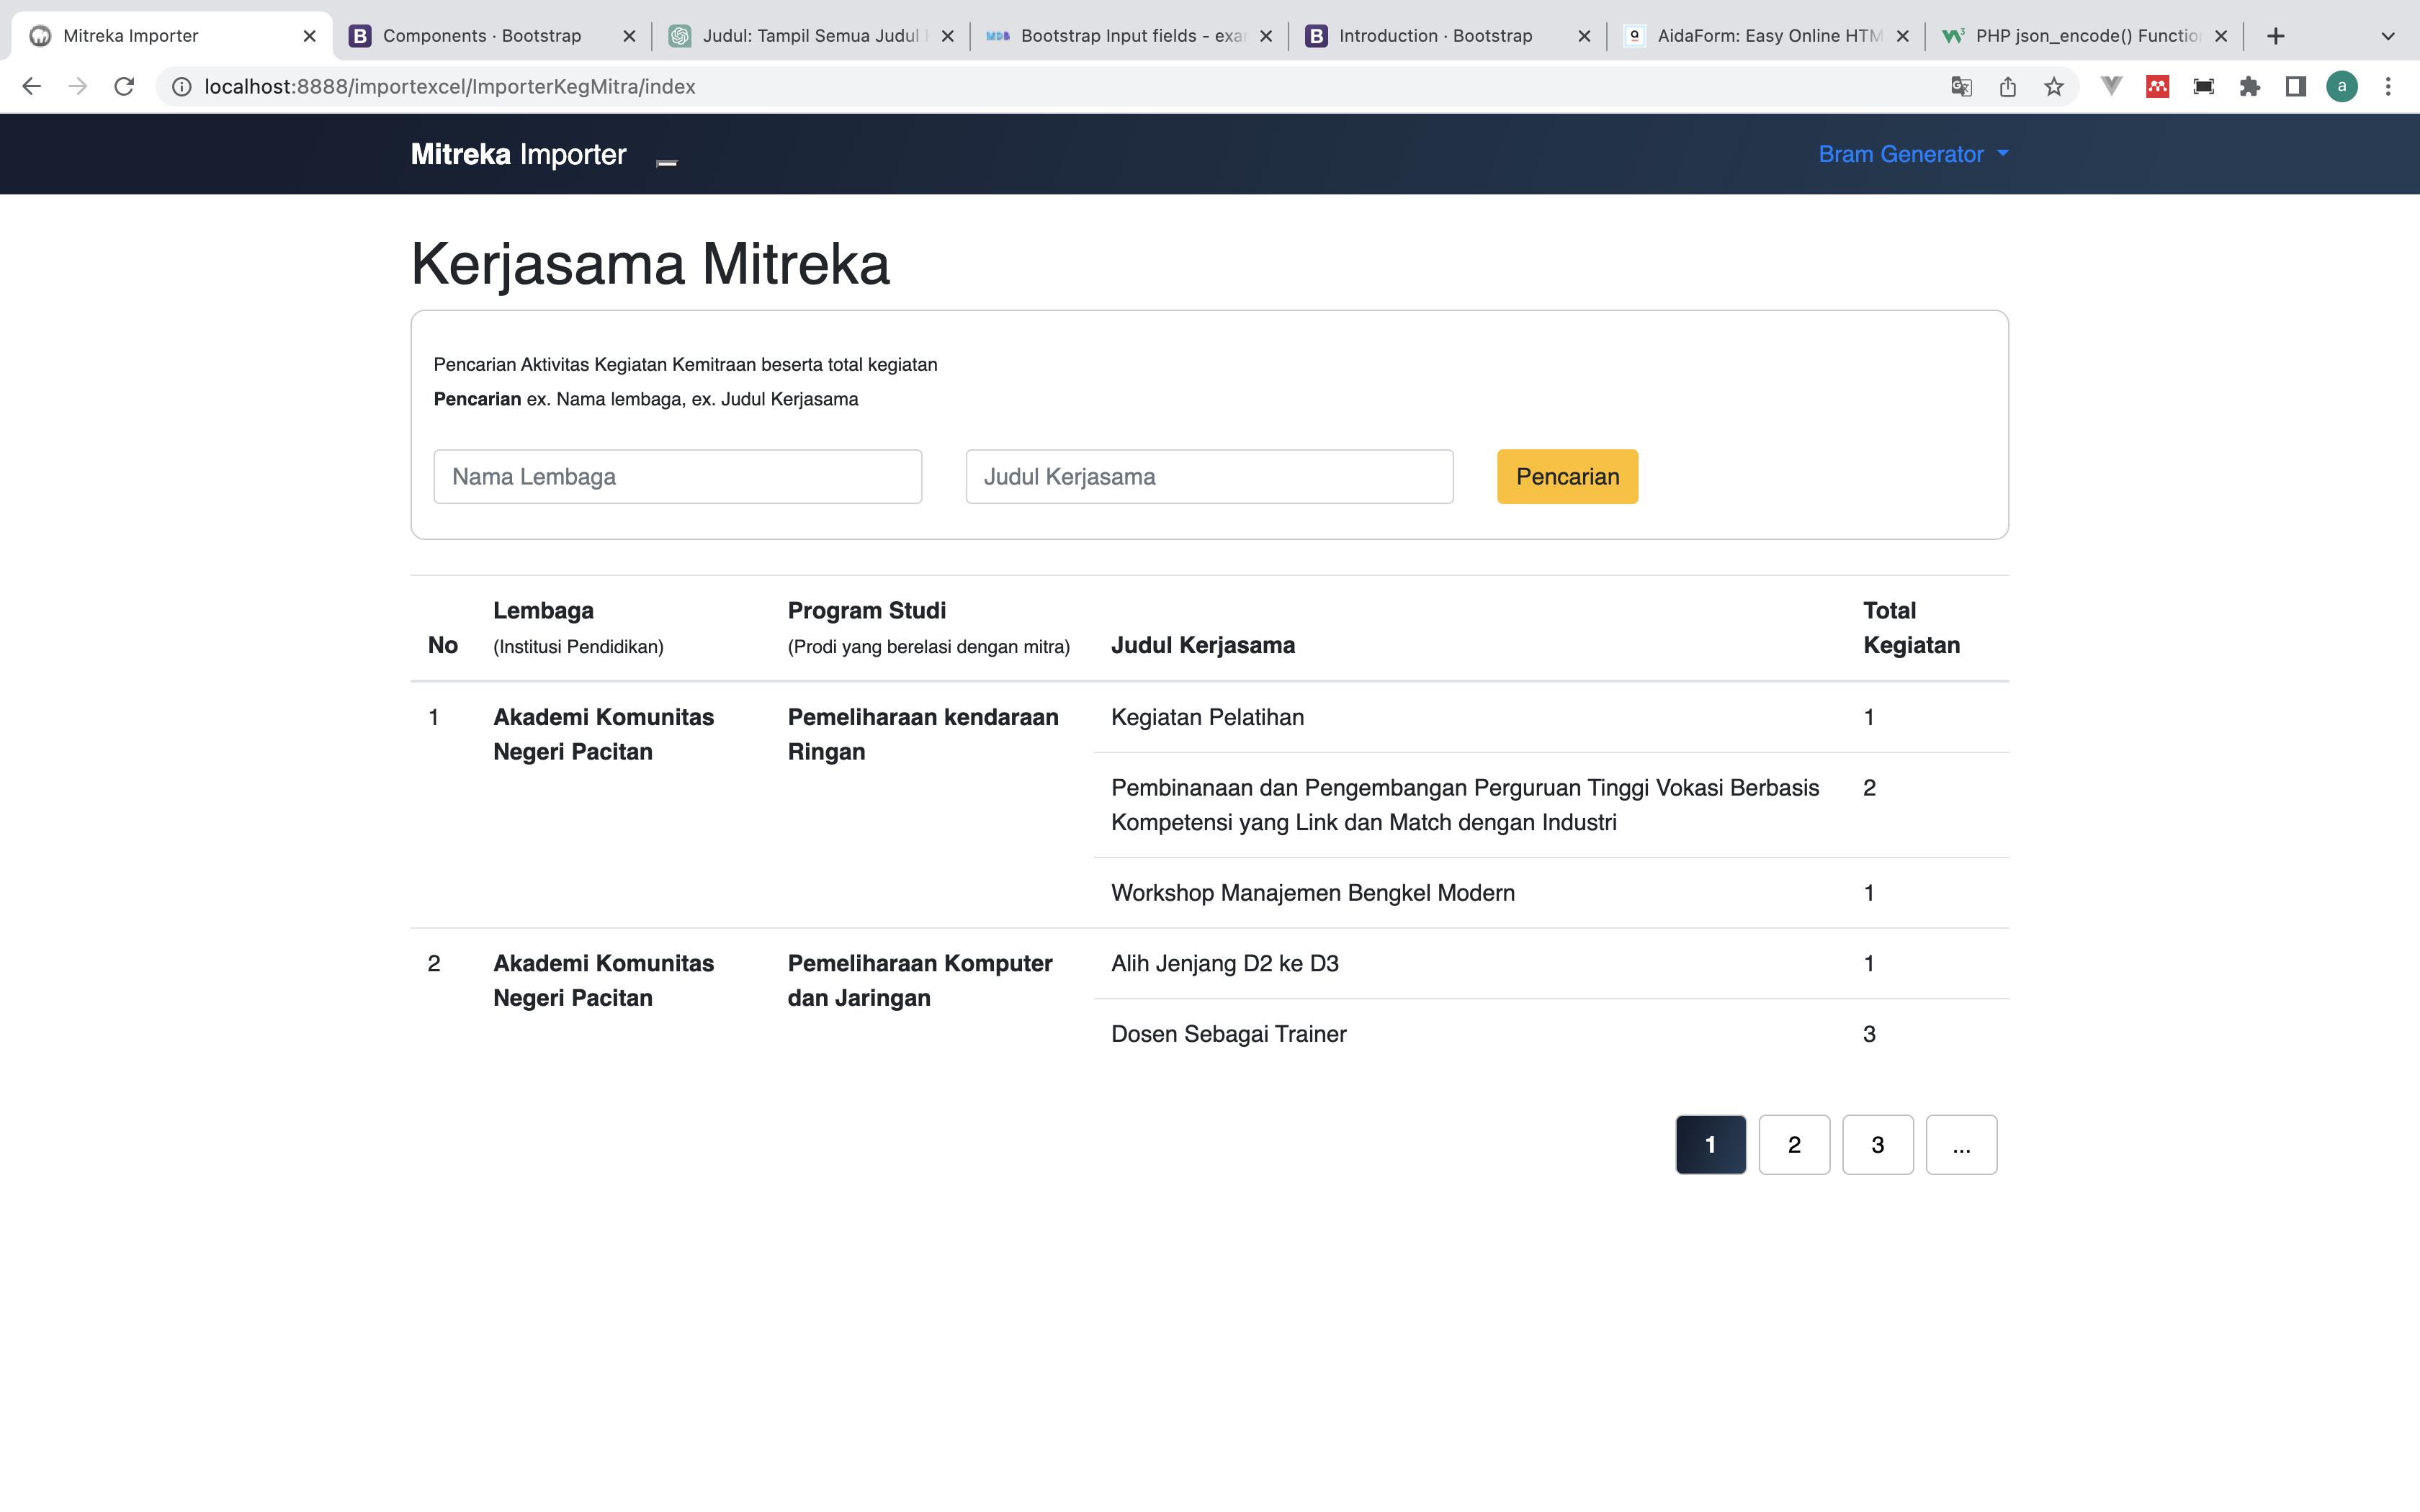 Mitreka Importer
Components · Bootstrap
Judul: Tampil Semua Judul
Bootstrap Input fields - exa
Introduction · Bootstrap
AidaForm: Easy Online HTM
PHP json_encode() Functio
localhost:8888/importexcel/ImporterKegMitra/index
a
Mitreka Importer
Bram Generator
Kerjasama Mitreka
Pencarian Aktivitas Kegiatan Kemitraan beserta total kegiatan
Pencarian ex. Nama lembaga, ex. Judul Kerjasama
Nama Lembaga
Judul Kerjasama
Pencarian
No
Lembaga
(Institusi Pendidikan)
Program Studi
(Prodi yang berelasi dengan mitra)
Judul Kerjasama
Total
Kegiatan
1
Akademi Komunitas
Negeri Pacitan
Pemeliharaan kendaraan
Ringan
Kegiatan Pelatihan
1
Pembinanaan dan Pengembangan Perguruan Tinggi Vokasi Berbasis
Kompetensi yang Link dan Match dengan Industri
2
Workshop Manajemen Bengkel Modern
1
2
Akademi Komunitas
Negeri Pacitan
Pemeliharaan Komputer
dan Jaringan
Alih Jenjang D2 ke D3
1
Dosen Sebagai Trainer
3
1
2
3
...